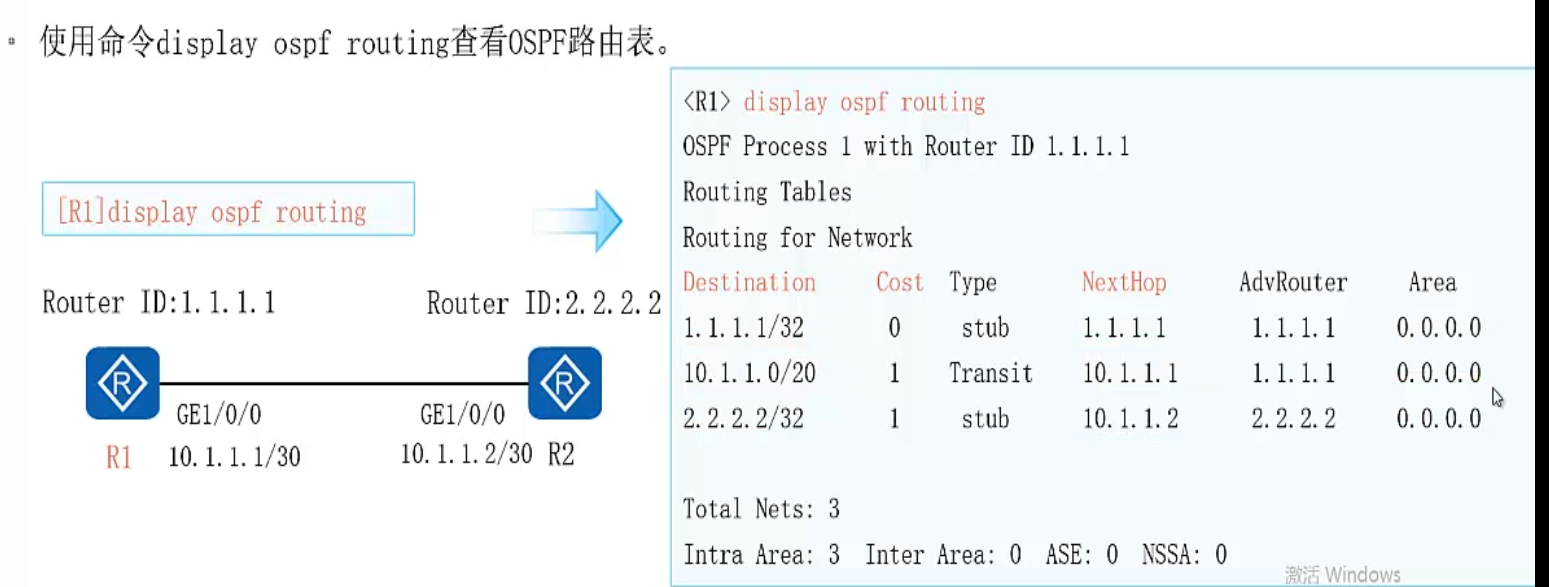 使用命令display ospf routing查看OSPF路由表。
[R1]display ospf routing
Router ID:1.1.1.1
Router ID:2.2.2.2
R
R
GE1/0/0
GE1/0/0
R1
10.1.1.1/30
10.1.1.2/30
R2
<R1> display ospf routing
OSPF Process 1 with Router ID 1.1.1.1
Routing Tables
Routing for Network
Destination Cost Type NextHop AdvRouter Area
1.1.1.1/32 0 stub 1.1.1.1 1.1.1.1 0.0.0.0
10.1.1.0/20 1 Transit 10.1.1.1 1.1.1.1 0.0.0.0
2.2.2.2/32 1 stub 10.1.1.2 2.2.2.2 0.0.0.0
Total Nets: 3
Intra Area: 3 Inter Area: 0 ASE: 0 NSSA: 0
激活 Windows